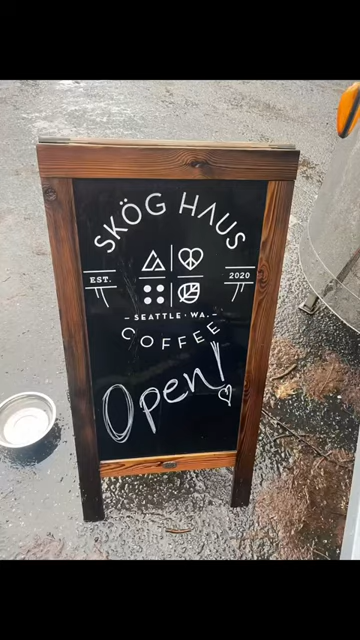 SKÖG HAUS
EST.
2020
– SEATTLE • WA. –
COFFEE
Open!